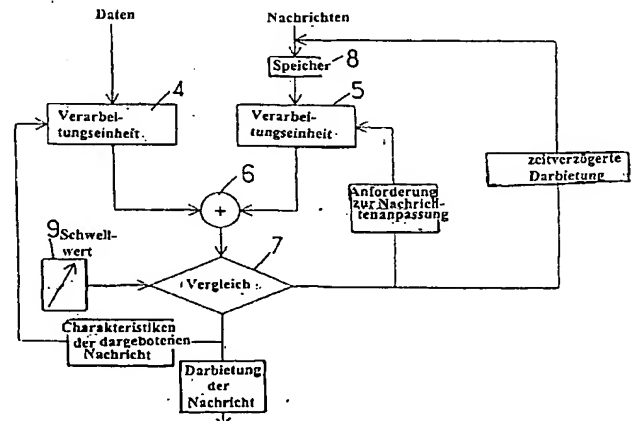 Daten
Nachrichten
Speicher
8
4
5
Verarbei-
tungseinheit
Verarbei-
tungseinheit
zeitverzögerte
Darbietung
6
+
Anforderung
zur Nachrich-
tenanpassung
9
Schwell-
wert
7
Vergleich
Charakteristiken
der dargebotenen
Nachricht
Darbietung
der
Nachricht